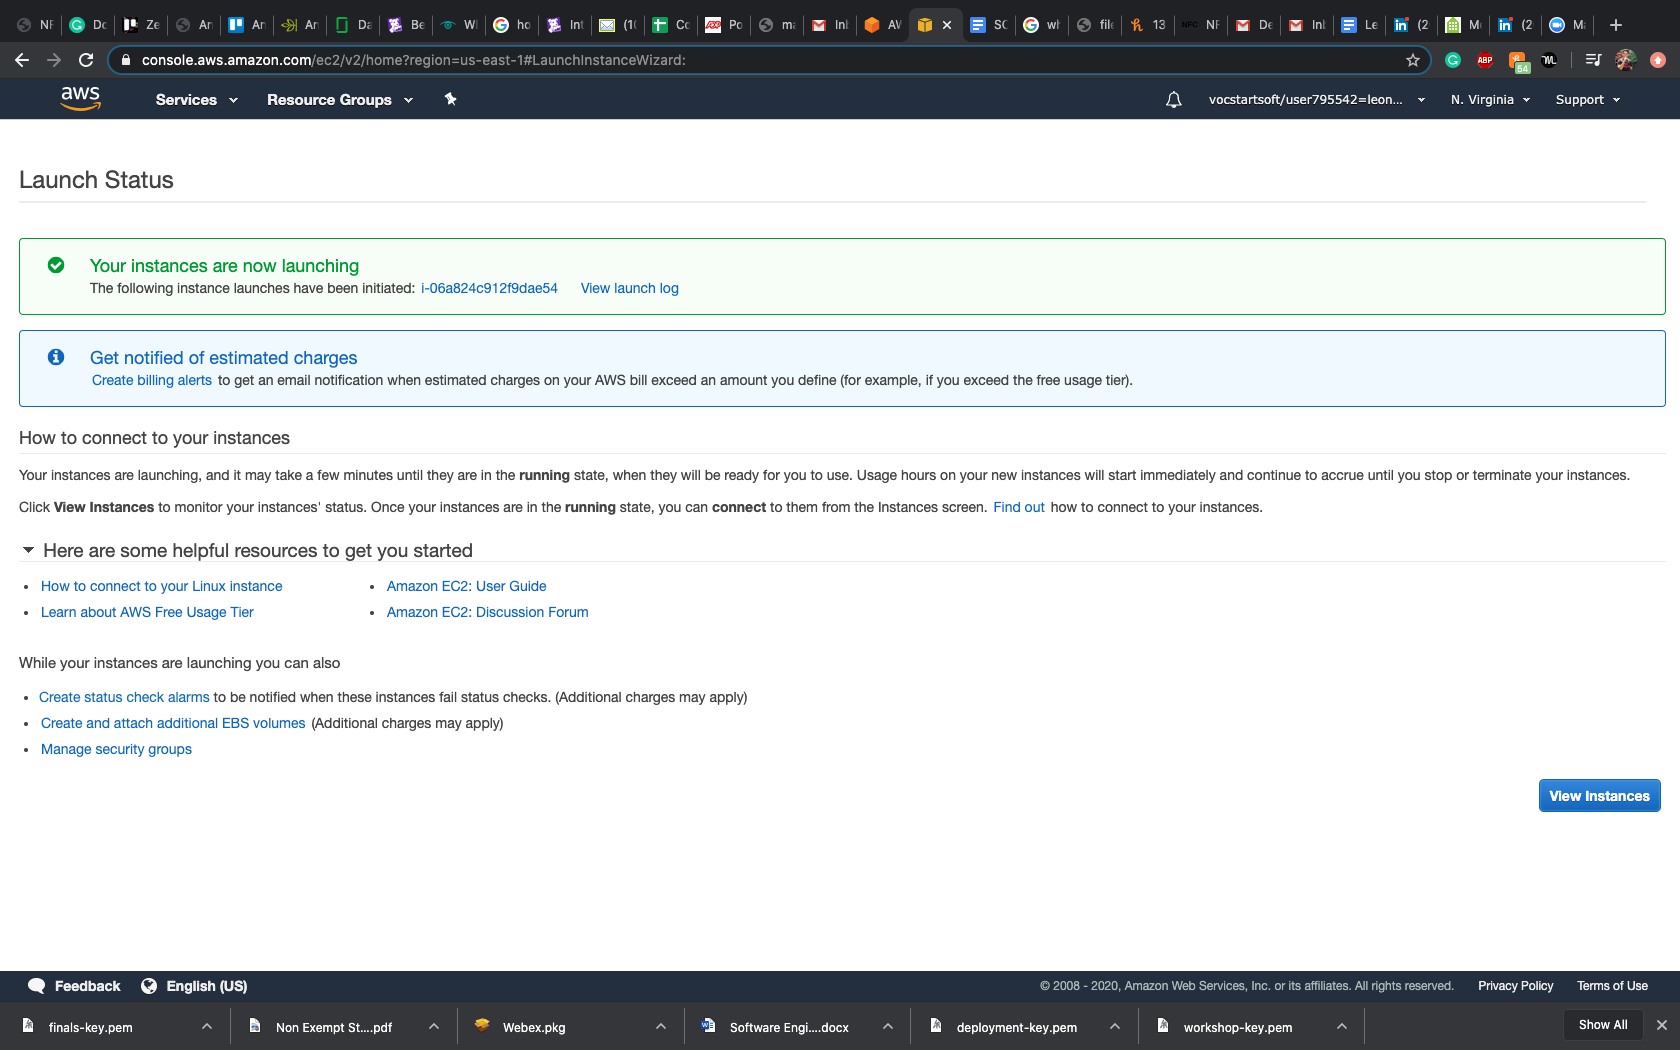 NF
Do
Ze
An
An
An
Da
Be
WI
ho
Int
(1(
Cc
Po
ma
Inl
AV
SC
wl
file
13
NFC NF
De
Inl
Le
(2
M
(2
M
console.aws.amazon.com/ec2/v2/home?region=us-east-1#LaunchInstanceWizard:
ABP
54
aws
Services
Resource Groups
vocstartsoft/user795542=leon...
N. Virginia
Support
Launch Status
Your instances are now launching
The following instance launches have been initiated: i-06a824c912f9dae54 View launch log
Get notified of estimated charges
Create billing alerts to get an email notification when estimated charges on your AWS bill exceed an amount you define (for example, if you exceed the free usage tier).
How to connect to your instances
Your instances are launching, and it may take a few minutes until they are in the running state, when they will be ready for you to use. Usage hours on your new instances will start immediately and continue to accrue until you stop or terminate your instances.
Click View Instances to monitor your instances' status. Once your instances are in the running state, you can connect to them from the Instances screen. Find out how to connect to your instances.
Here are some helpful resources to get you started
• How to connect to your Linux instance
• Learn about AWS Free Usage Tier
• Amazon EC2: User Guide
• Amazon EC2: Discussion Forum
While your instances are launching you can also
• Create status check alarms to be notified when these instances fail status checks. (Additional charges may apply)
• Create and attach additional EBS volumes (Additional charges may apply)
• Manage security groups
View Instances
Feedback
English (US)
© 2008 - 2020, Amazon Web Services, Inc. or its affiliates. All rights reserved.
Privacy Policy
Terms of Use
finals-key.pem
Non Exempt St....pdf
Webex.pkg
Software Engi....docx
deployment-key.pem
workshop-key.pem
Show All